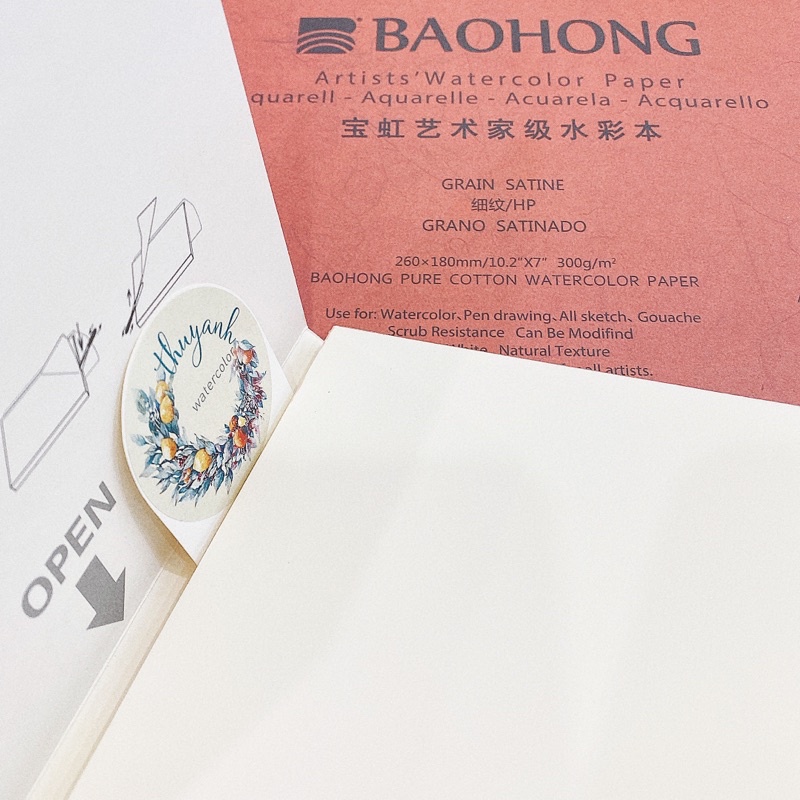 BAOHONG
Artists' Watercolor Paper
quarell - Aquarelle - Acuarela - Acquarello
宝虹艺术家级水彩本
GRAIN SATINE
细纹/HP
GRANO SATINADO
260×180mm/10.2"X7" 300g/m²
BAOHONG PURE COTTON WATERCOLOR PAPER
Use for: Watercolor、Pen drawing、All sketch、Gouache
Scrub Resistance Can Be Modifind
White Natural Texture
all artists.
thuyanh
watercolor
OPEN